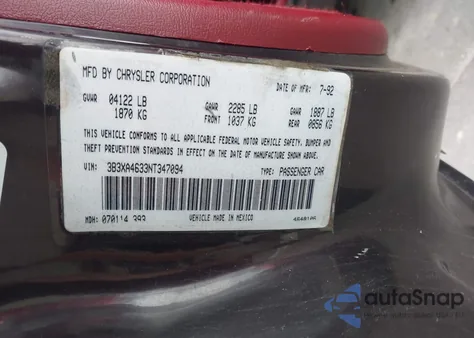 MFD BY CHRYSLER CORPORATION DATE OF MFR: 7-92
GVWR 04122 LB GAWR 2285 LB 1887 LB
1870 KG FRONT 1037 KG REAR 0856 KG
THIS VEHICLE CONFORMS TO ALL APPLICABLE FEDERAL MOTOR VEHICLE SAFETY, BUMPER AND
THEFT PREVENTION STANDARDS IN EFFECT ON THE DATE OF MANUFACTURE SHOWN ABOVE.
VIN: 3B3XA4633NT347094 TYPE: PASSENGER CAR
MDH: 070114 393 VEHICLE MADE IN MEXICO
autoSnap